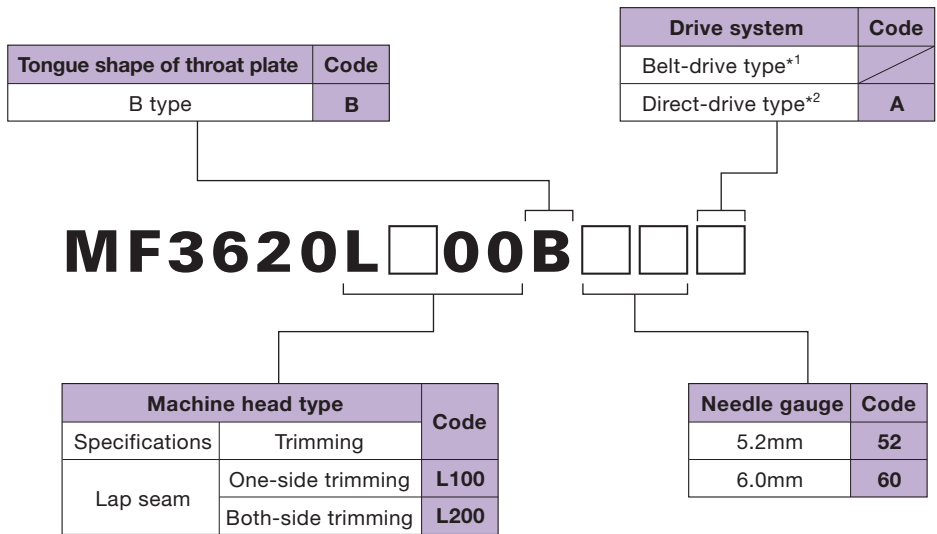 Drive system Code
Belt-drive type*1
Direct-drive type*2 A
Tongue shape of throat plate Code
B type B
MF3620L□00B□□□
Machine head type Code
Specifications Trimming
Lap seam One-side trimming L100
Both-side trimming L200
Needle gauge Code
5.2mm 52
6.0mm 60